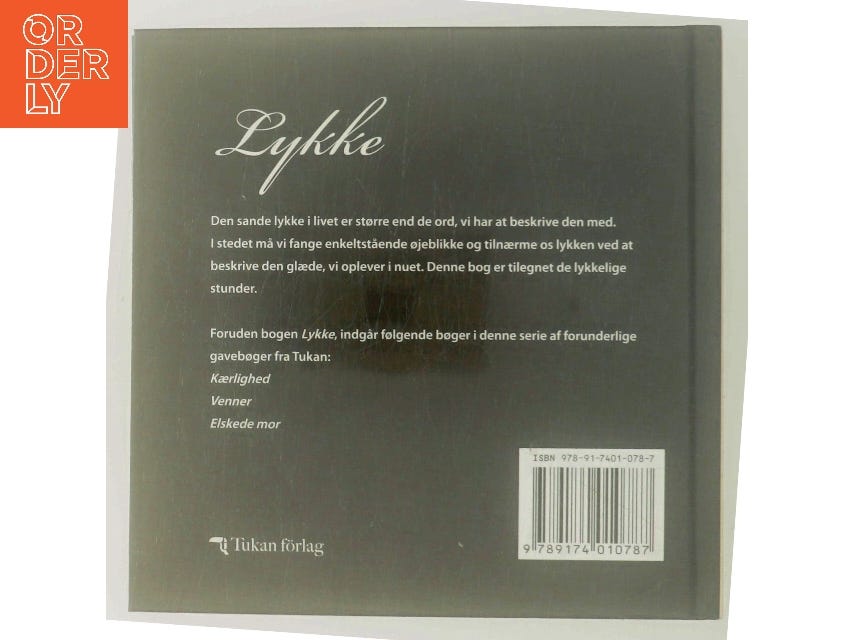 OR
DER
LY
Lykke
Den sande lykke i livet er større end de ord, vi har at beskrive den med.
I stedet må vi fange enkeltstående øjeblikke og tilnærme os lykken ved at
beskrive den glæde, vi oplever i nuet. Denne bog er tilegnet de lykkelige
stunder.
Foruden bogen Lykke, indgår følgende bøger i denne serie af forunderlige
gavebøger fra Tukan:
Kærlighed
Venner
Elskede mor
ISBN 978-91-7401-078-7
9 789174 010787
Tukan förlag